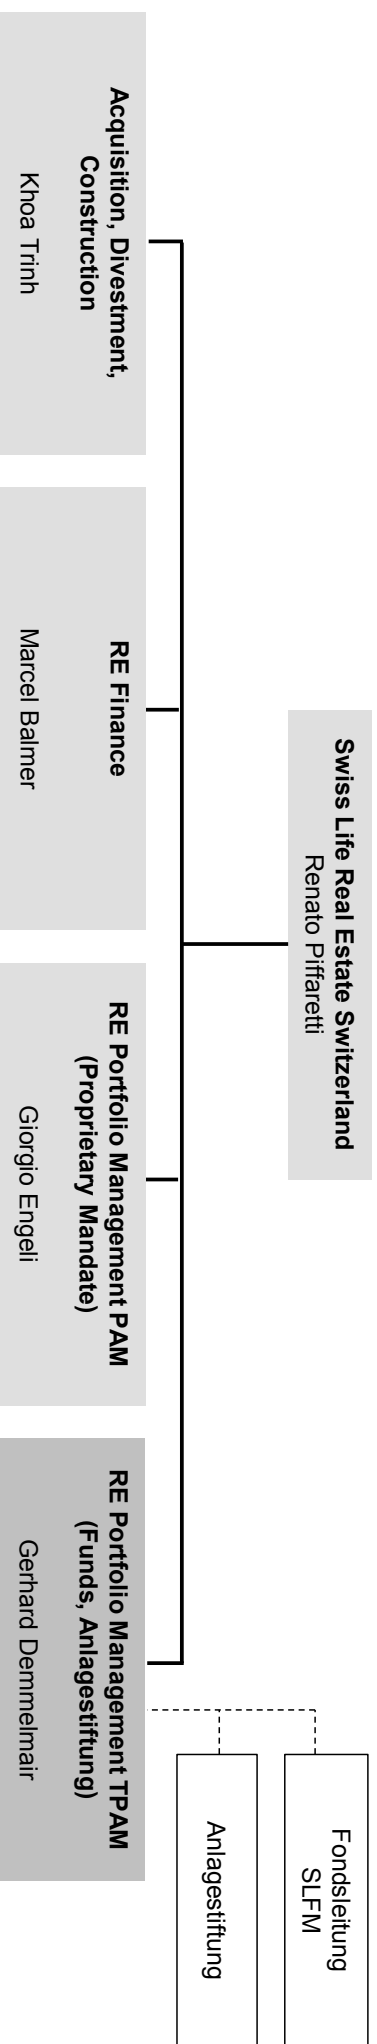 Swiss Life Real Estate Switzerland
Renato Piffaretti
Fondsleitung
SLFM
Anlagestiftung
Acquisition, Divestment,
Construction
Khoa Trinh
RE Finance
Marcel Balmer
RE Portfolio Management PAM
(Proprietary Mandate)
Giorgio Engeli
RE Portfolio Management TPAM
(Funds, Anlagestiftung)
Gerhard Demmelmair